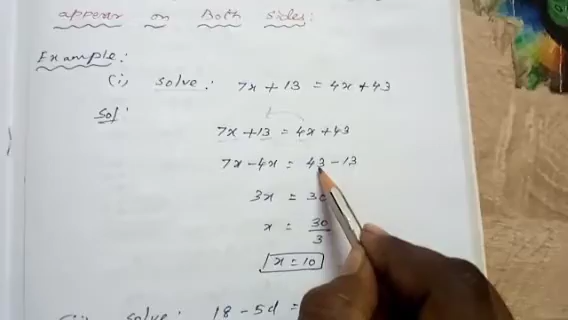 appear on Both sides:
Example:
(i) solve: 7x + 13 = 4x + 43
Sol:
7x + 13 = 4x + 43
7x - 4x = 43 - 13
3x = 30
x = 30/3
x = 10
solve: 18 - 5d =